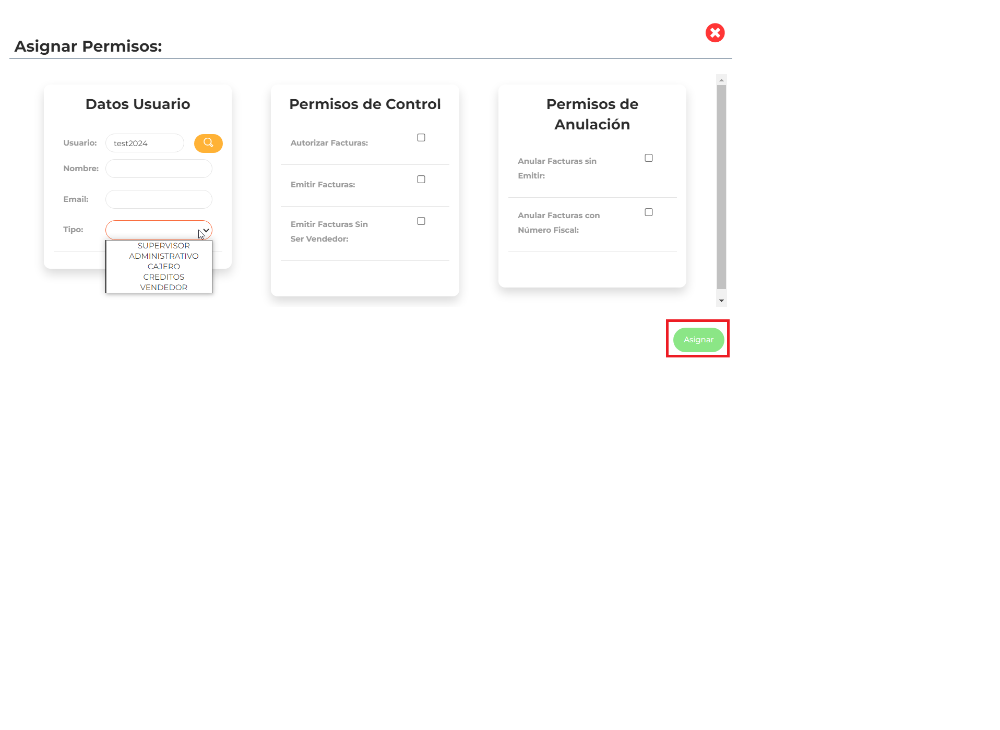 Asignar Permisos:
Datos Usuario
Usuario: test2024
Nombre:
Email:
Tipo:
SUPERVISOR
ADMINISTRATIVO
CAJERO
CREDITOS
VENDEDOR
Permisos de Control
Autorizar Facturas:
Emitir Facturas:
Emitir Facturas Sin
Ser Vendedor:
Permisos de
Anulación
Anular Facturas sin
Emitir:
Anular Facturas con
Número Fiscal:
Asignar